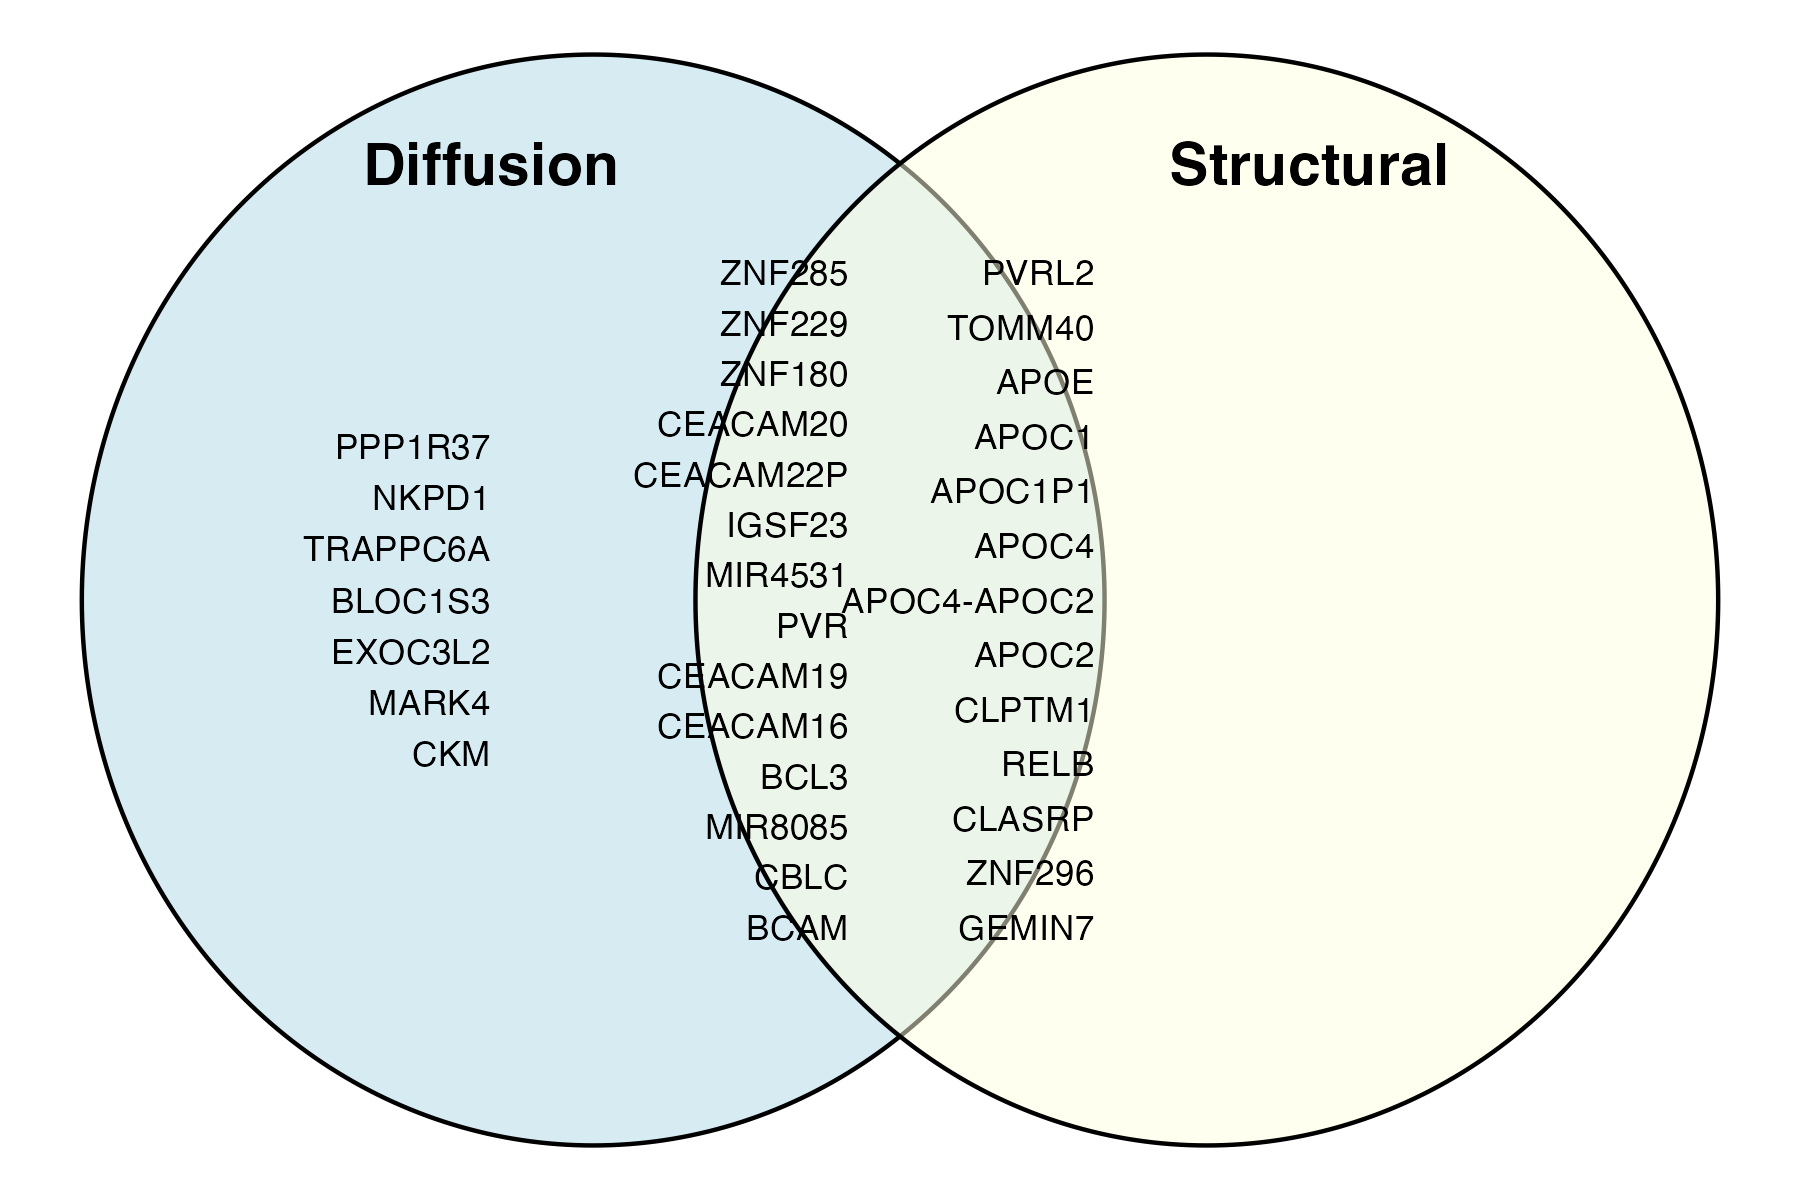 Diffusion
Structural
PPP1R37
NKPD1
TRAPPC6A
BLOC1S3
EXOC3L2
MARK4
CKM
ZNF285
ZNF229
ZNF180
CEACAM20
CEACAM22P
IGSF23
MIR4531
PVR
CEACAM19
CEACAM16
BCL3
MIR8085
CBLC
BCAM
PVRL2
TOMM40
APOE
APOC1
APOC1P1
APOC4
APOC4-APOC2
APOC2
CLPTM1
RELB
CLASRP
ZNF296
GEMIN7